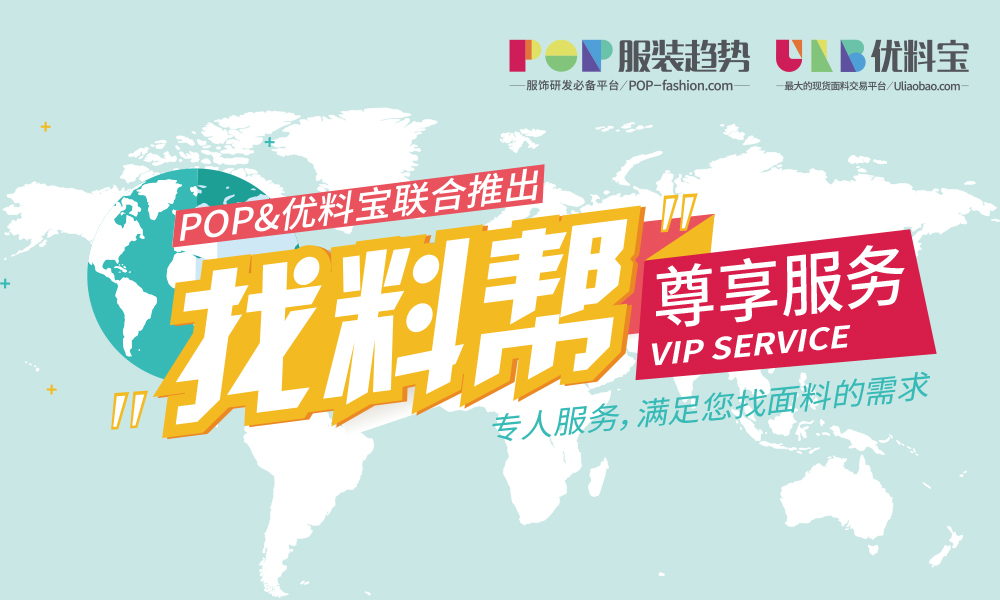 POP服装趋势
服饰研发必备平台/POP-fashion.com
ULB优料宝
最大的现货面料交易平台/Uliaobao.com
POP&优料宝联合推出
"找料帮"
尊享服务
VIP SERVICE
专人服务，满足您找面料的需求